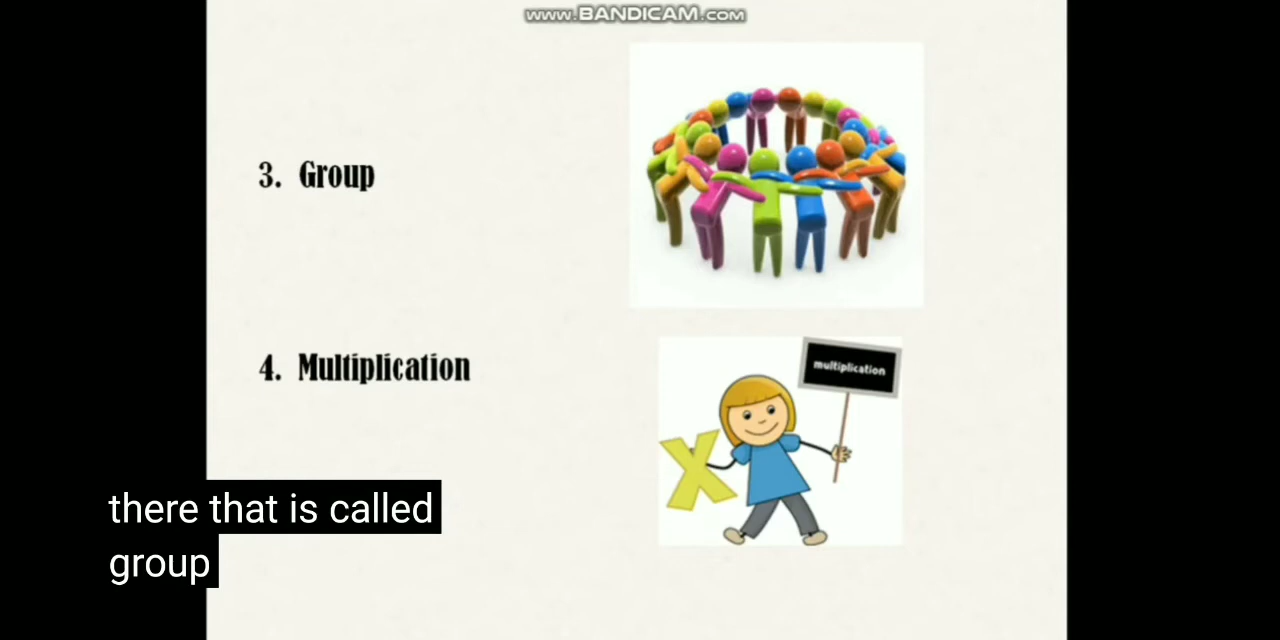 www.BANDICAM.com
3. Group
4. Multiplication
multiplication
X
there that is called
group